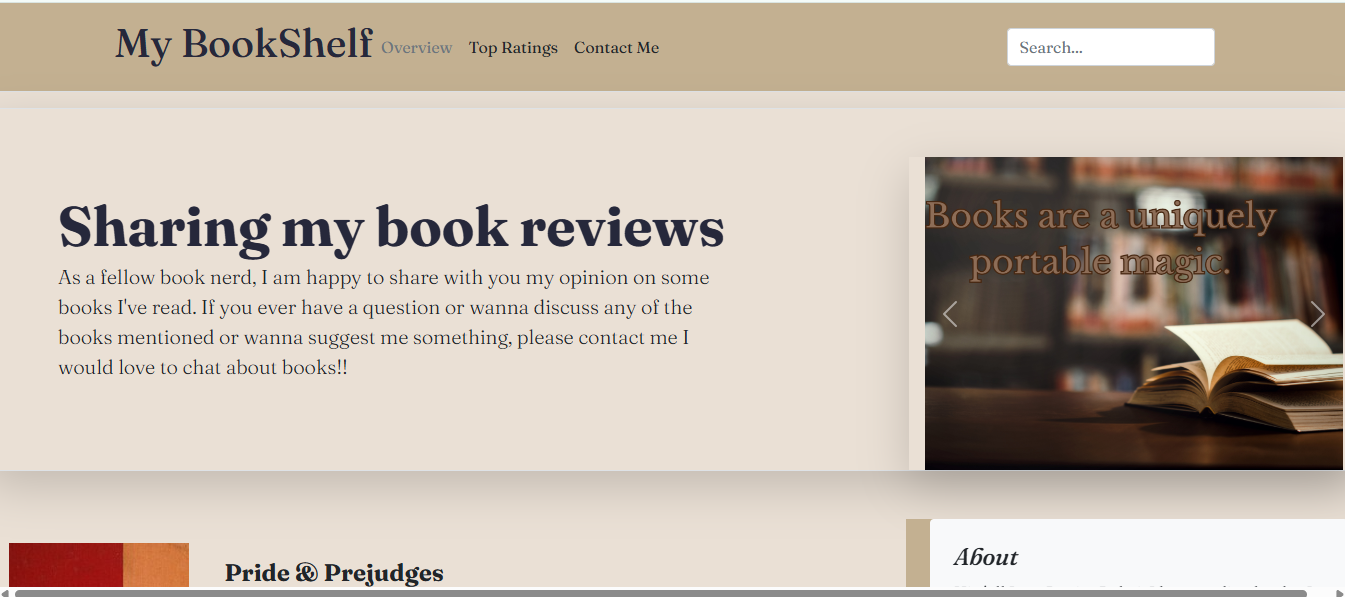 My BookShelf Overview Top Ratings Contact Me Search...
Sharing my book reviews
As a fellow book nerd, I am happy to share with you my opinion on some
books I've read. If you ever have a question or wanna discuss any of the
books mentioned or wanna suggest me something, please contact me I
would love to chat about books!!
Books are a uniquely
portable magic.
Pride & Prejudges
About